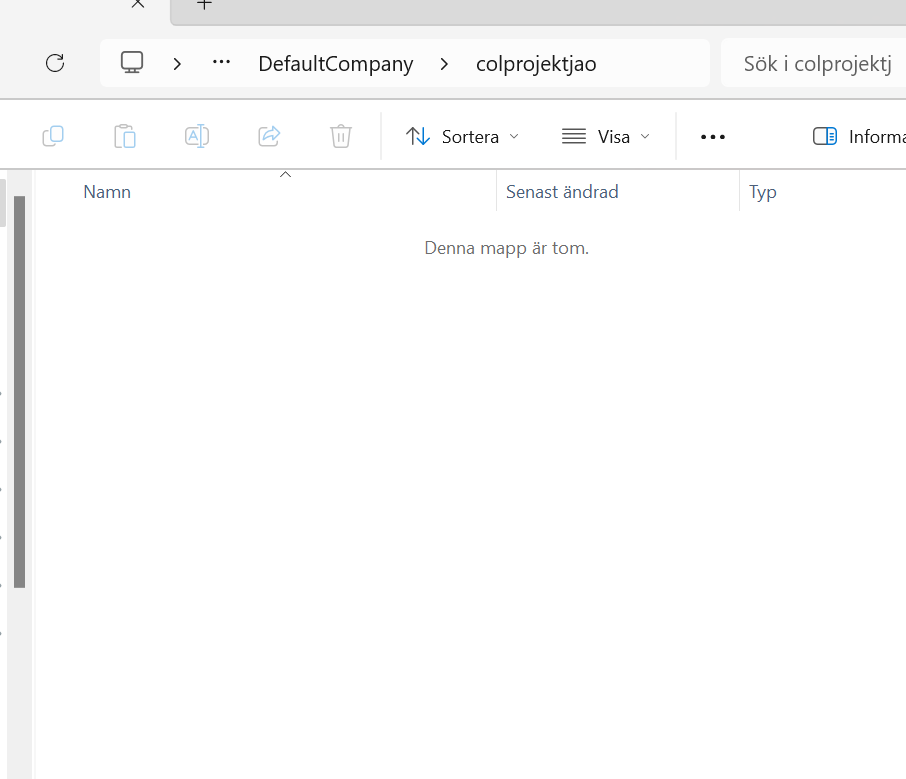 DefaultCompany colprojektjao Sök i colprojektj
Sortera Visa Informa
Namn Senast ändrad Typ
Denna mapp är tom.